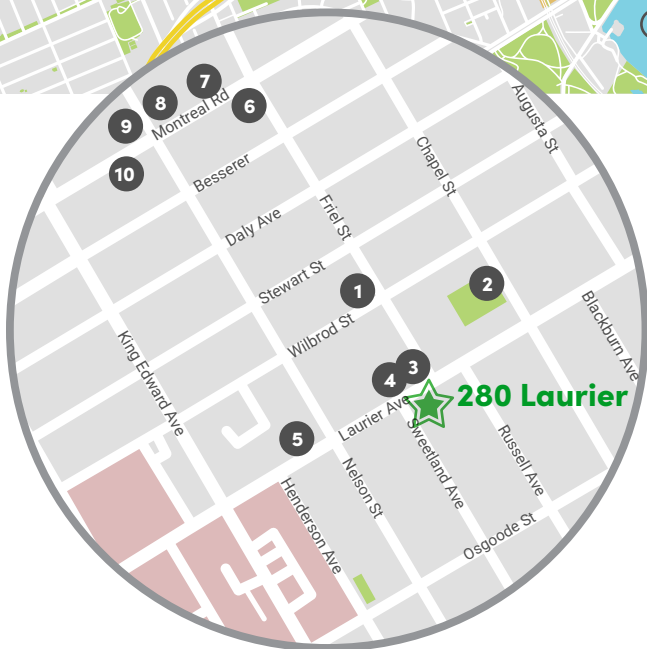 7
8
6
9
Montreal Rd
Augusta St
10
Besserer
Chapel St
Daly Ave
Friel St
Stewart St
1
2
Wilbrod St
Blackburn Ave
King Edward Ave
3
4
280 Laurier
Laurier Ave
5
Sweetland Ave
Russell Ave
Nelson St
Henderson Ave
Osgoode St